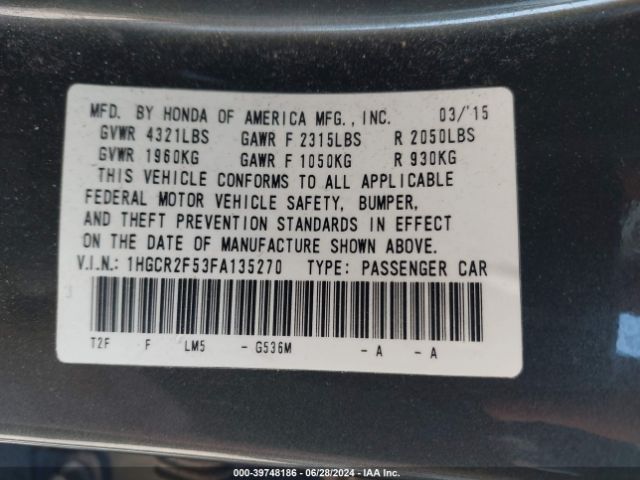 MFD. BY HONDA OF AMERICA MFG., INC. 03/'15
GVWR 4321LBS GAWR F 2315LBS R 2050LBS
GVWR 1960KG GAWR F 1050KG R 930KG
THIS VEHICLE CONFORMS TO ALL APPLICABLE
FEDERAL MOTOR VEHICLE SAFETY, BUMPER,
AND THEFT PREVENTION STANDARDS IN EFFECT
ON THE DATE OF MANUFACTURE SHOWN ABOVE.
V.I.N.: 1HGCR2F53FA135270 TYPE: PASSENGER CAR
T2F F LM5 - G536M - A - A
000-39748186 - 06/28/2024 - IAA Inc.